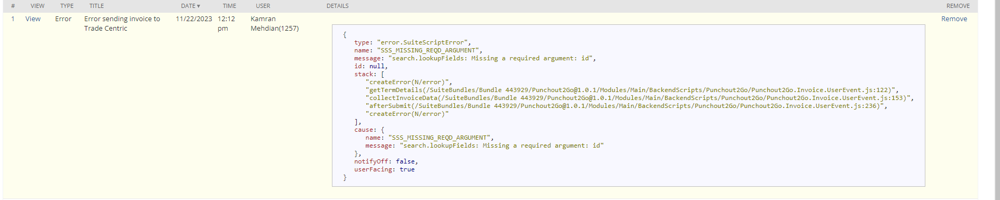 # VIEW TYPE TITLE DATE ▾ TIME USER DETAILS REMOVE
1 View Error Error sending invoice to 11/22/2023 12:12 Kamran Remove
Trade Centric pm Mehdian(1257)
{
type: "error.SuiteScriptError",
name: "SSS_MISSING_REQD_ARGUMENT",
message: "search.lookupFields: Missing a required argument: id",
id: null,
stack: [
"createError(N/error)",
"getTermDetails(/SuiteBundles/Bundle 443929/Punchout2Go@1.0.1/Modules/Main/BackendScripts/Punchout2Go/Punchout2Go.Invoice.UserEvent.js:122)",
"collectInvoiceData(/SuiteBundles/Bundle 443929/Punchout2Go@1.0.1/Modules/Main/BackendScripts/Punchout2Go/Punchout2Go.Invoice.UserEvent.js:153)",
"afterSubmit(/SuiteBundles/Bundle 443929/Punchout2Go@1.0.1/Modules/Main/BackendScripts/Punchout2Go/Punchout2Go.Invoice.UserEvent.js:236)",
"createError(N/error)"
],
cause: {
name: "SSS_MISSING_REQD_ARGUMENT",
message: "search.lookupFields: Missing a required argument: id"
},
notifyOff: false,
userFacing: true
}